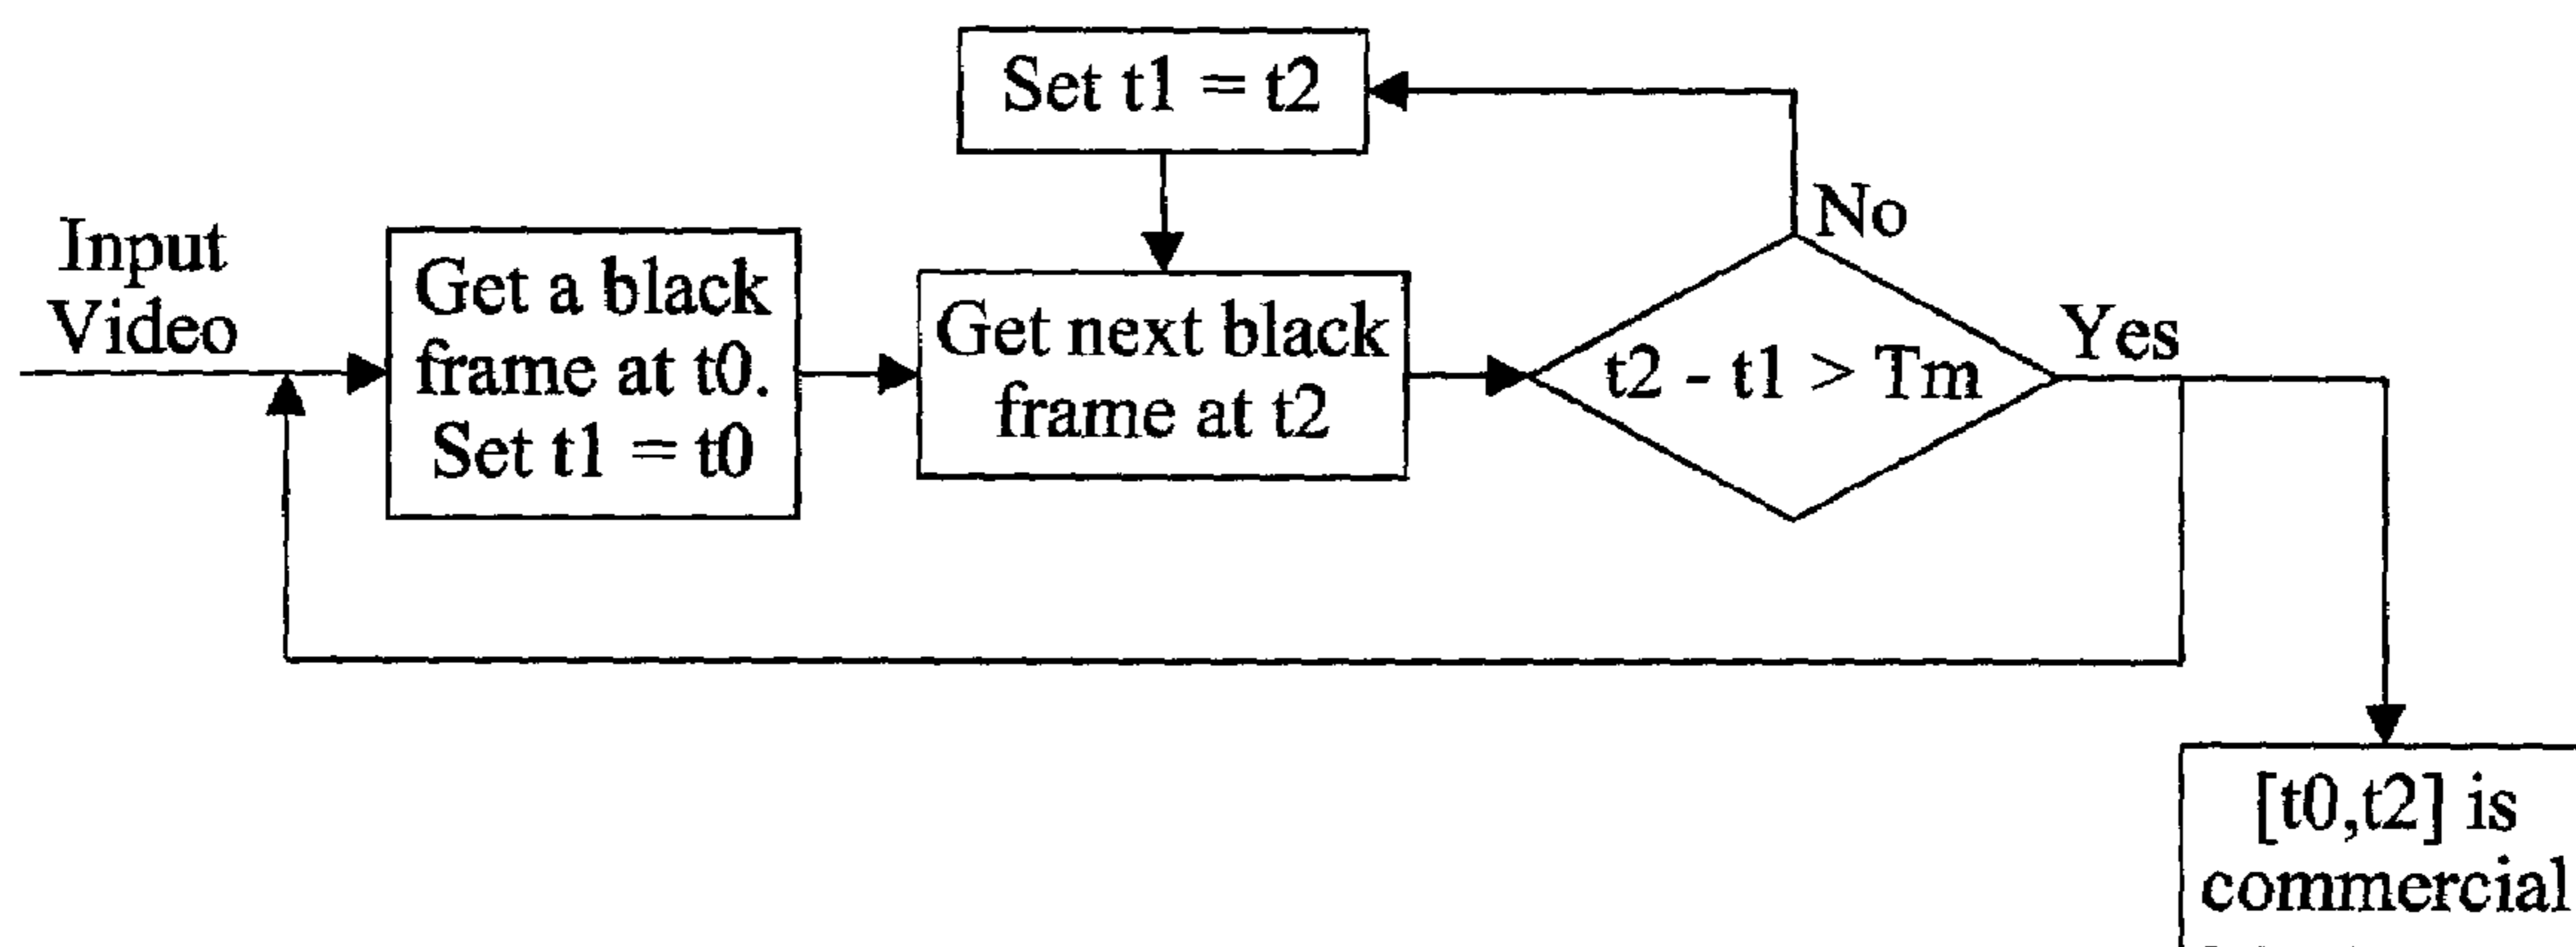 Set t1 = t2
Input
Video
Get a black
frame at t0.
Set t1 = t0
Get next black
frame at t2
t2 - t1 > Tm
No
Yes
[t0,t2] is
commercial